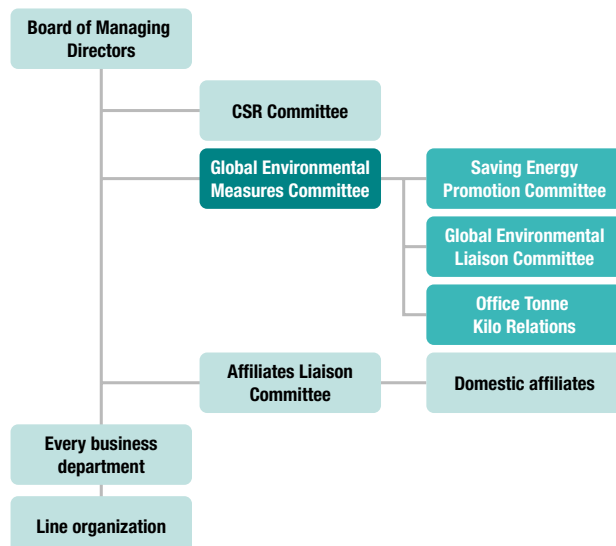 Board of Managing
Directors
CSR Committee
Global Environmental
Measures Committee
Saving Energy
Promotion Committee
Global Environmental
Liaison Committee
Office Tonne
Kilo Relations
Affiliates Liaison
Committee
Domestic affiliates
Every business
department
Line organization